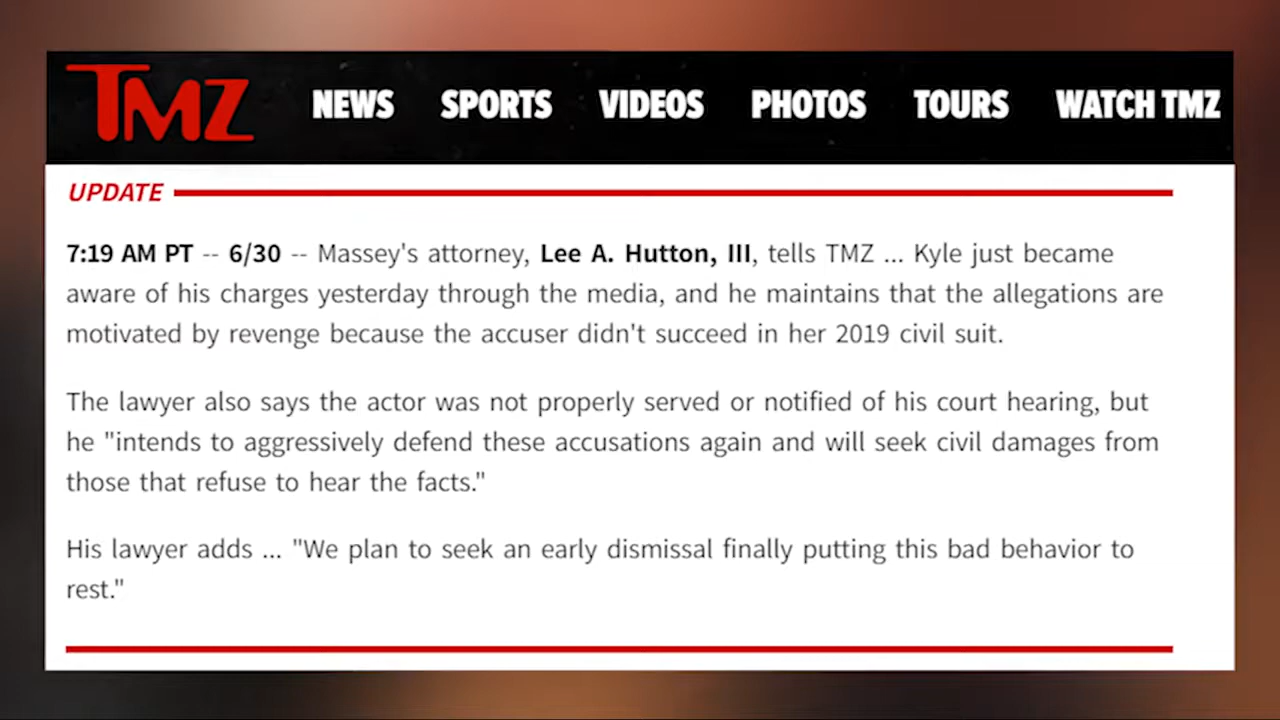 TMZ NEWS SPORTS VIDEOS PHOTOS TOURS WATCH TMZ
UPDATE
7:19 AM PT -- 6/30 -- Massey's attorney, Lee A. Hutton, III, tells TMZ ... Kyle just became
aware of his charges yesterday through the media, and he maintains that the allegations are
motivated by revenge because the accuser didn't succeed in her 2019 civil suit.
The lawyer also says the actor was not properly served or notified of his court hearing, but
he "intends to aggressively defend these accusations again and will seek civil damages from
those that refuse to hear the facts."
His lawyer adds ... "We plan to seek an early dismissal finally putting this bad behavior to
rest."